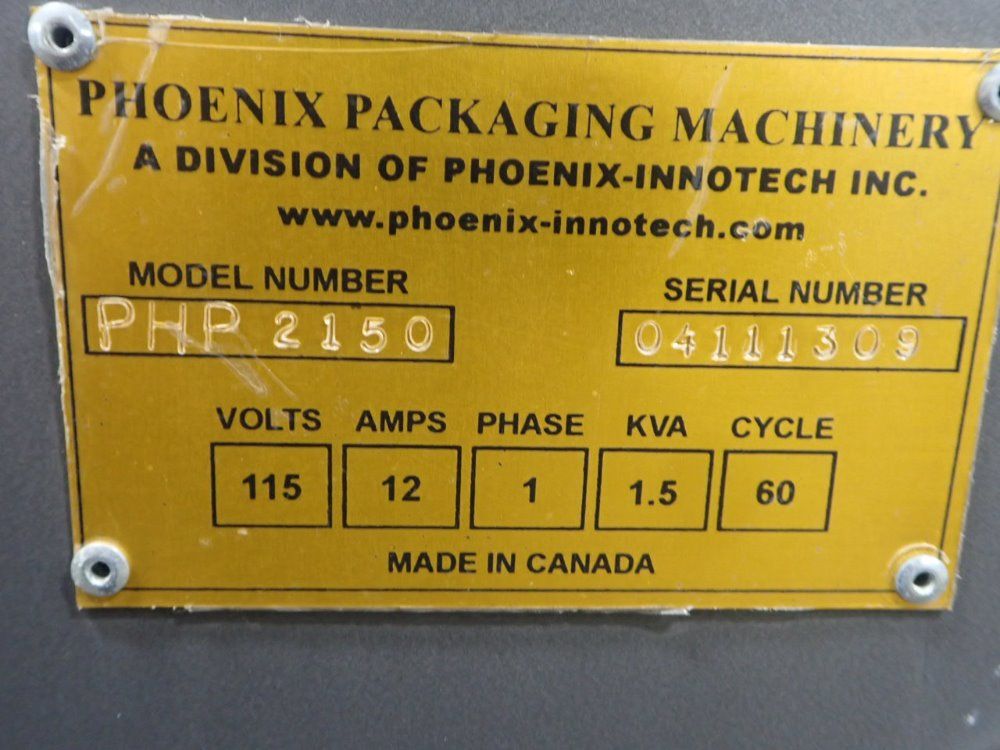 PHOENIX PACKAGING MACHINERY
A DIVISION OF PHOENIX-INNOTECH INC.
www.phoenix-innotech.com
MODEL NUMBER SERIAL NUMBER
PHP 2150 04111309
VOLTS AMPS PHASE KVA CYCLE
115 12 1 1.5 60
MADE IN CANADA